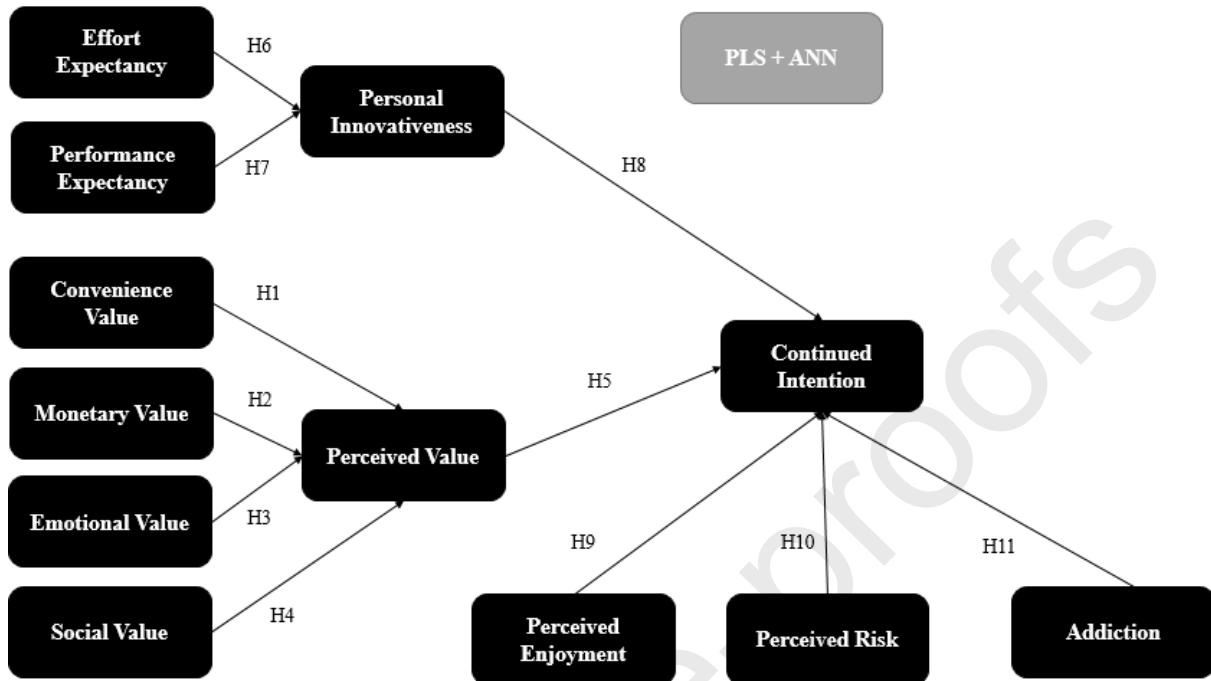 Effort
Expectancy
H6
PLS + ANN
Personal
Innovativeness
Performance
Expectancy
H7
H8
Convenience
Value
H1
Continued
Intention
H5
Monetary Value
H2
Perceived Value
Emotional Value
H3
H9
H10
H11
Social Value
H4
Perceived
Enjoyment
Perceived Risk
Addiction
e-proofs